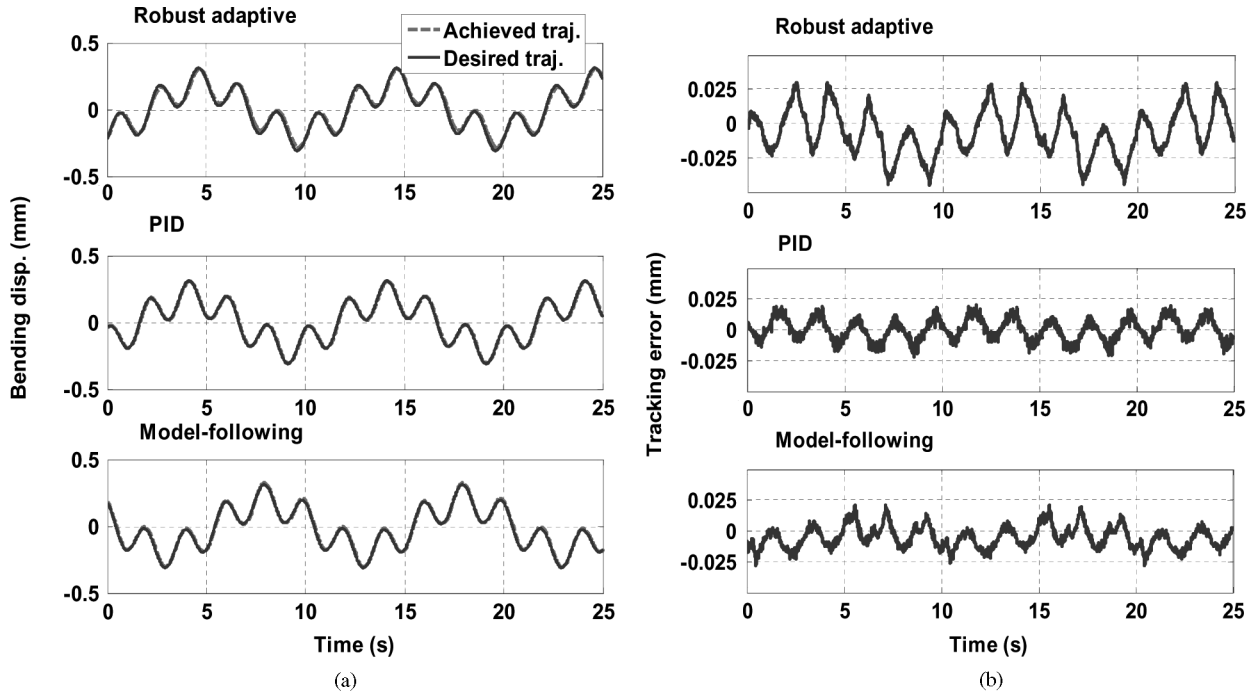 Robust adaptive
Achieved traj.
Desired traj.
0.5
0
-0.5
0 5 10 15 20 25
PID
0.5
0
-0.5
0 5 10 15 20 25
Model-following
0.5
0
-0.5
0 5 10 15 20 25
Bending disp. (mm)
Time (s)
(a)
Robust adaptive
0.025
0
-0.025
0 5 10 15 20 25
PID
0.025
0
-0.025
0 5 10 15 20 25
Model-following
0.025
0
-0.025
0 5 10 15 20 25
Tracking error (mm)
Time (s)
(b)